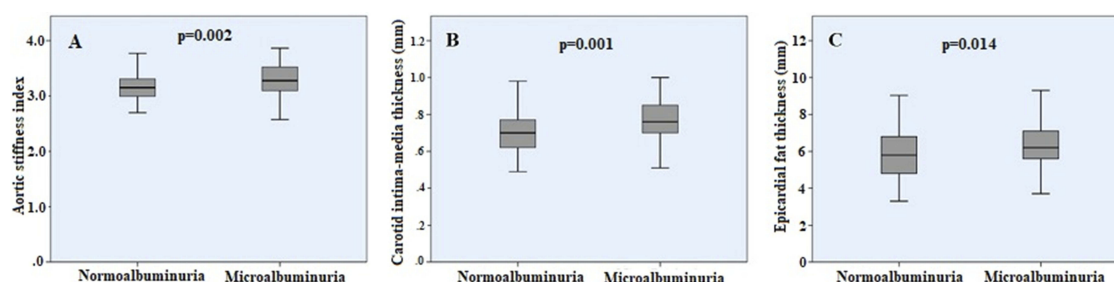 A
p=0.002
Aortic stiffness index
4.0
3.0
2.0
1.0
.0
Normoalbuminuria Microalbuminuria
B
p=0.001
Carotid intima-media thickness (mm)
1.2
1.0
.8
.6
.4
.2
.0
Normoalbuminuria Microalbuminuria
C
p=0.014
Epicardial fat thickness (mm)
12
10
8
6
4
2
0
Normoalbuminuria Microalbuminuria